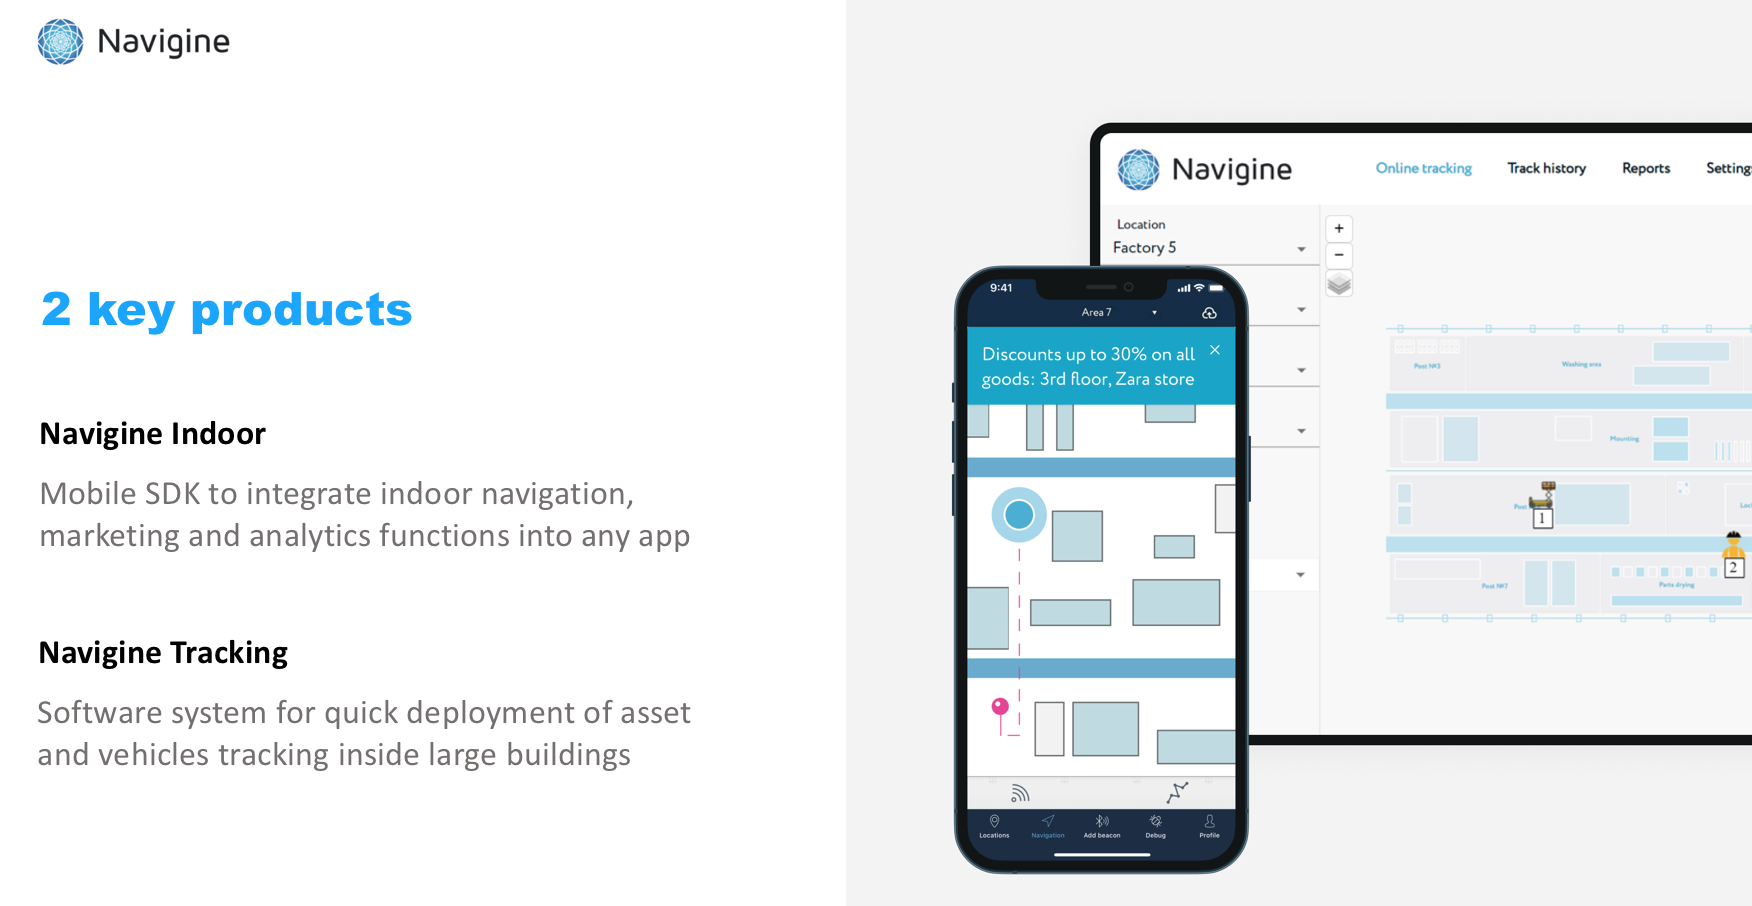 Navigine
2 key products
Navigine Indoor
Mobile SDK to integrate indoor navigation,
marketing and analytics functions into any app
Navigine Tracking
Software system for quick deployment of asset
and vehicles tracking inside large buildings
Navigine
Online tracking Track history Reports Settings
Location
Factory 5
+
−
Post №3
Washing area
Mounting
1
2
Post №7
Parts drying
9:41
Area 7
Discounts up to 30% on all
goods: 3rd floor, Zara store
Locations Navigation Add beacon Debug Profile